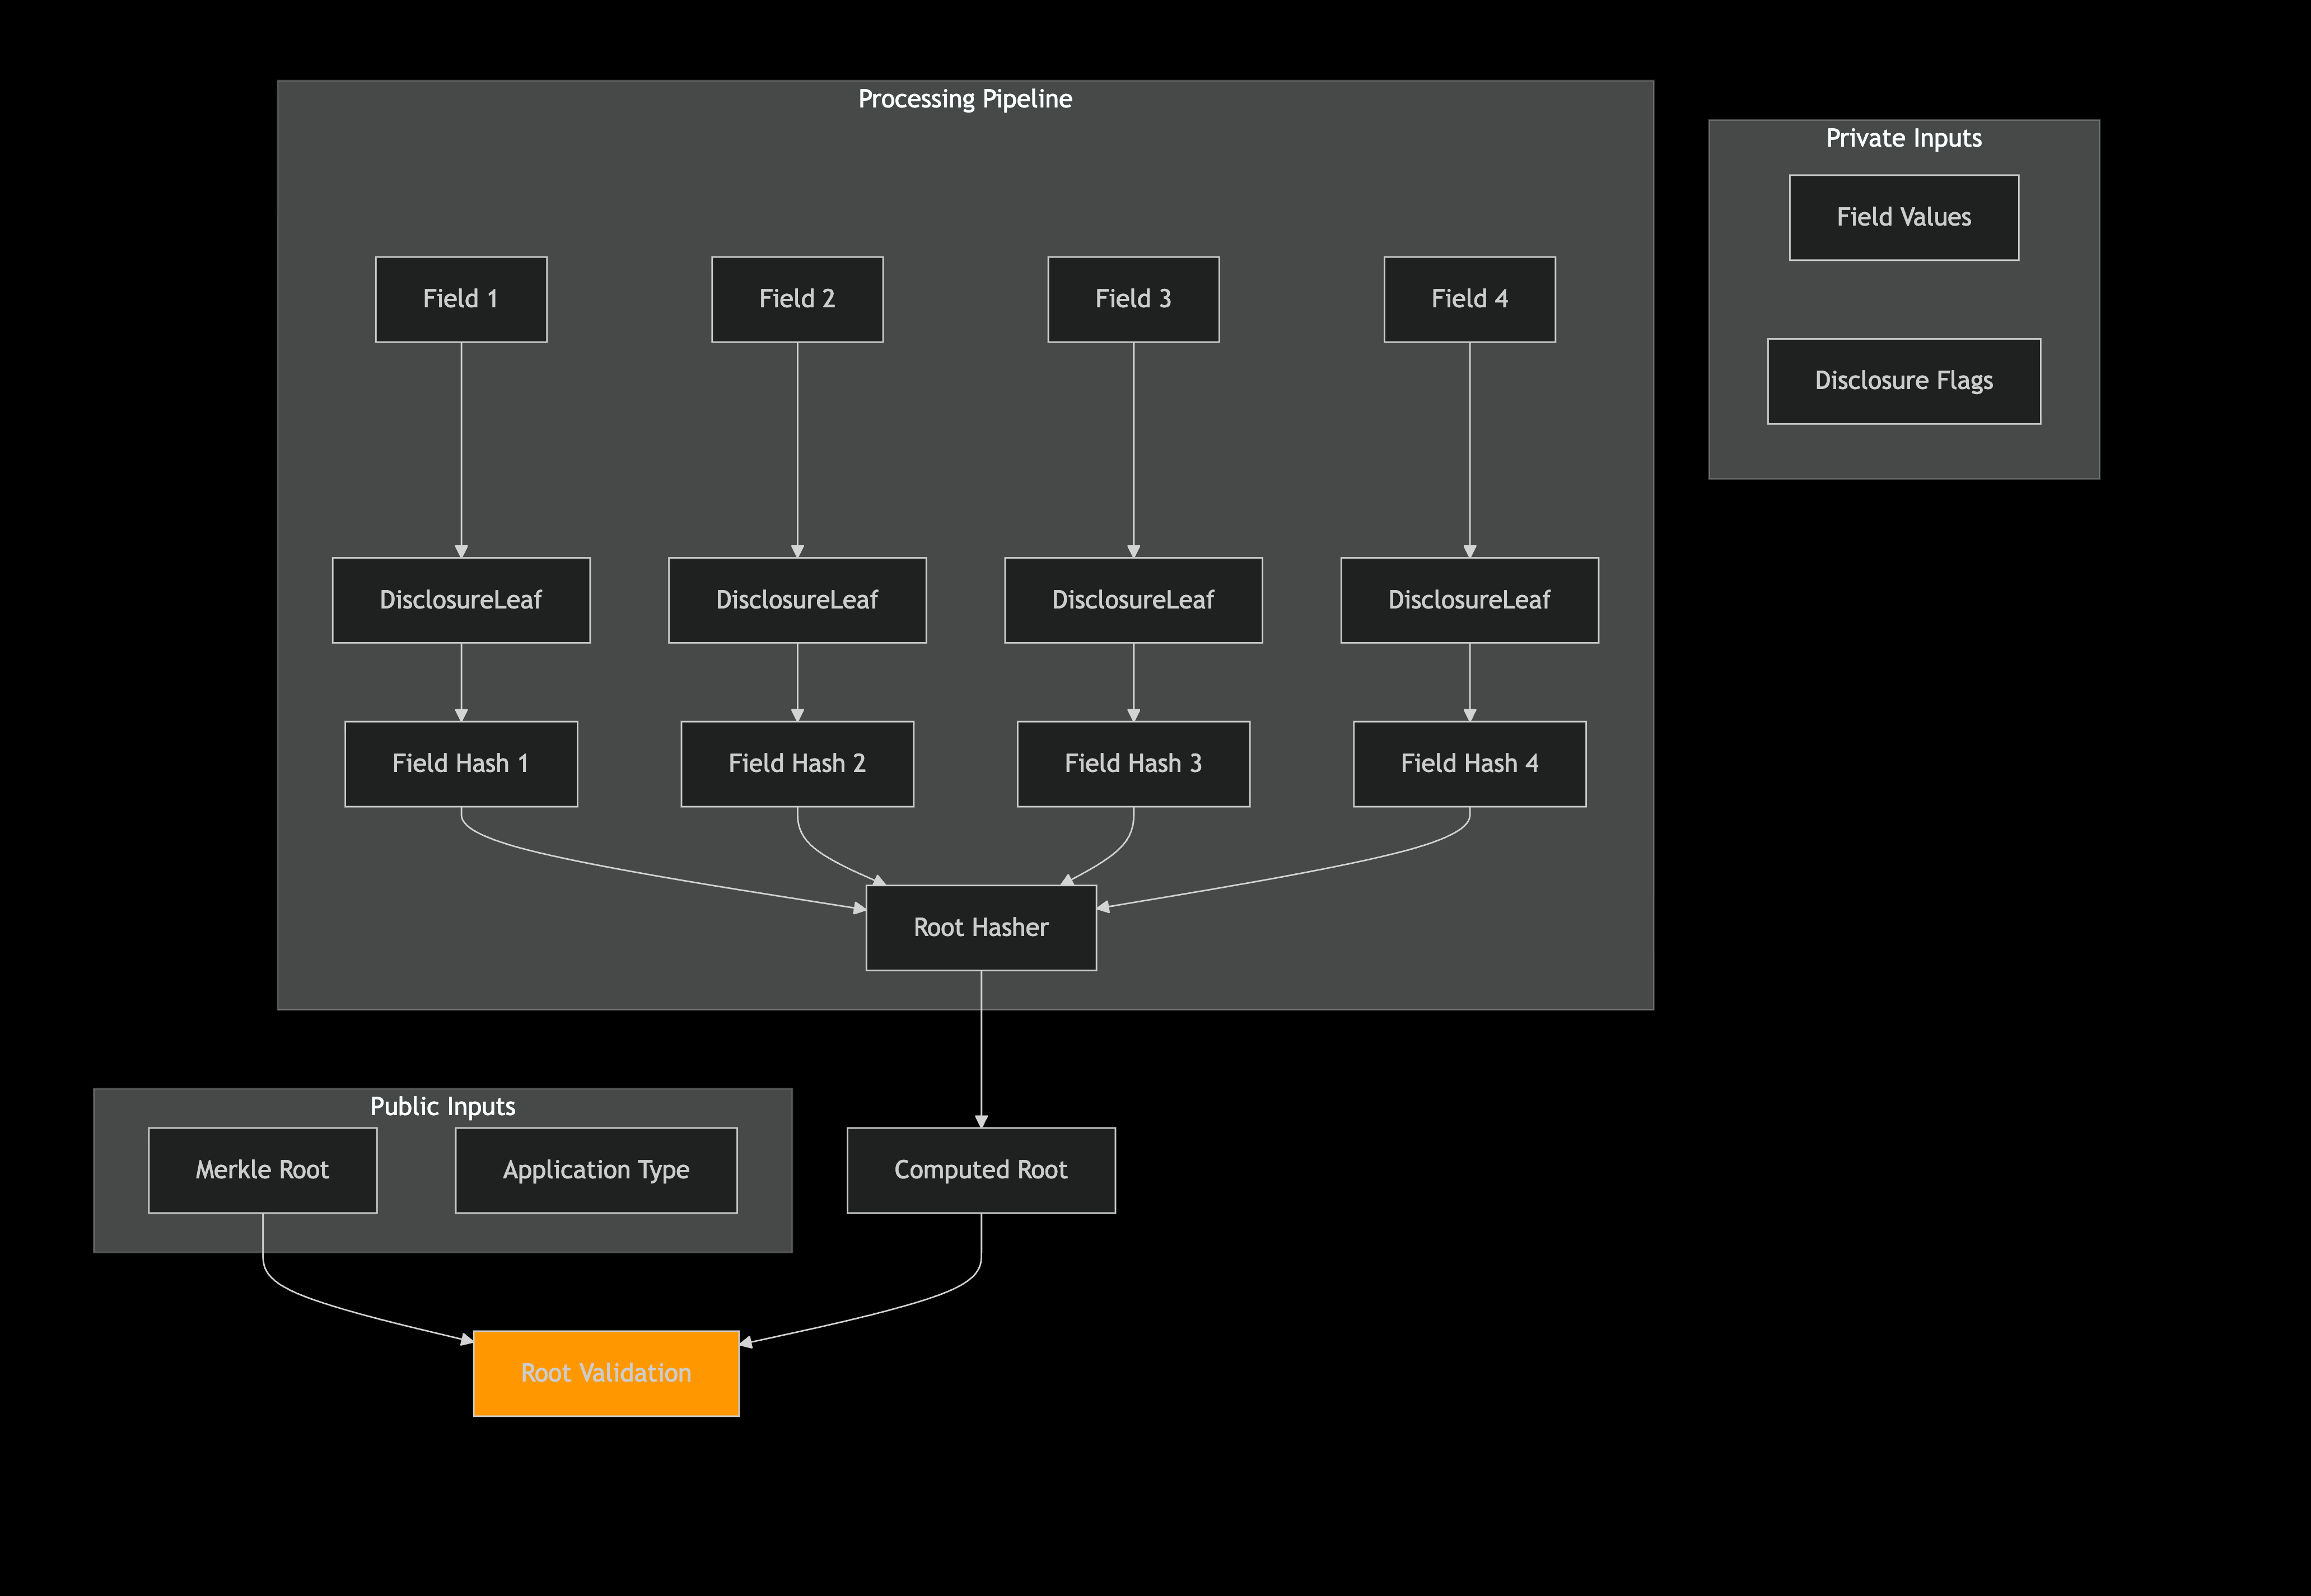 Processing Pipeline
Private Inputs
Field Values
Field 1
Field 2
Field 3
Field 4
Disclosure Flags
DisclosureLeaf
DisclosureLeaf
DisclosureLeaf
DisclosureLeaf
Field Hash 1
Field Hash 2
Field Hash 3
Field Hash 4
Root Hasher
Public Inputs
Merkle Root
Application Type
Computed Root
Root Validation